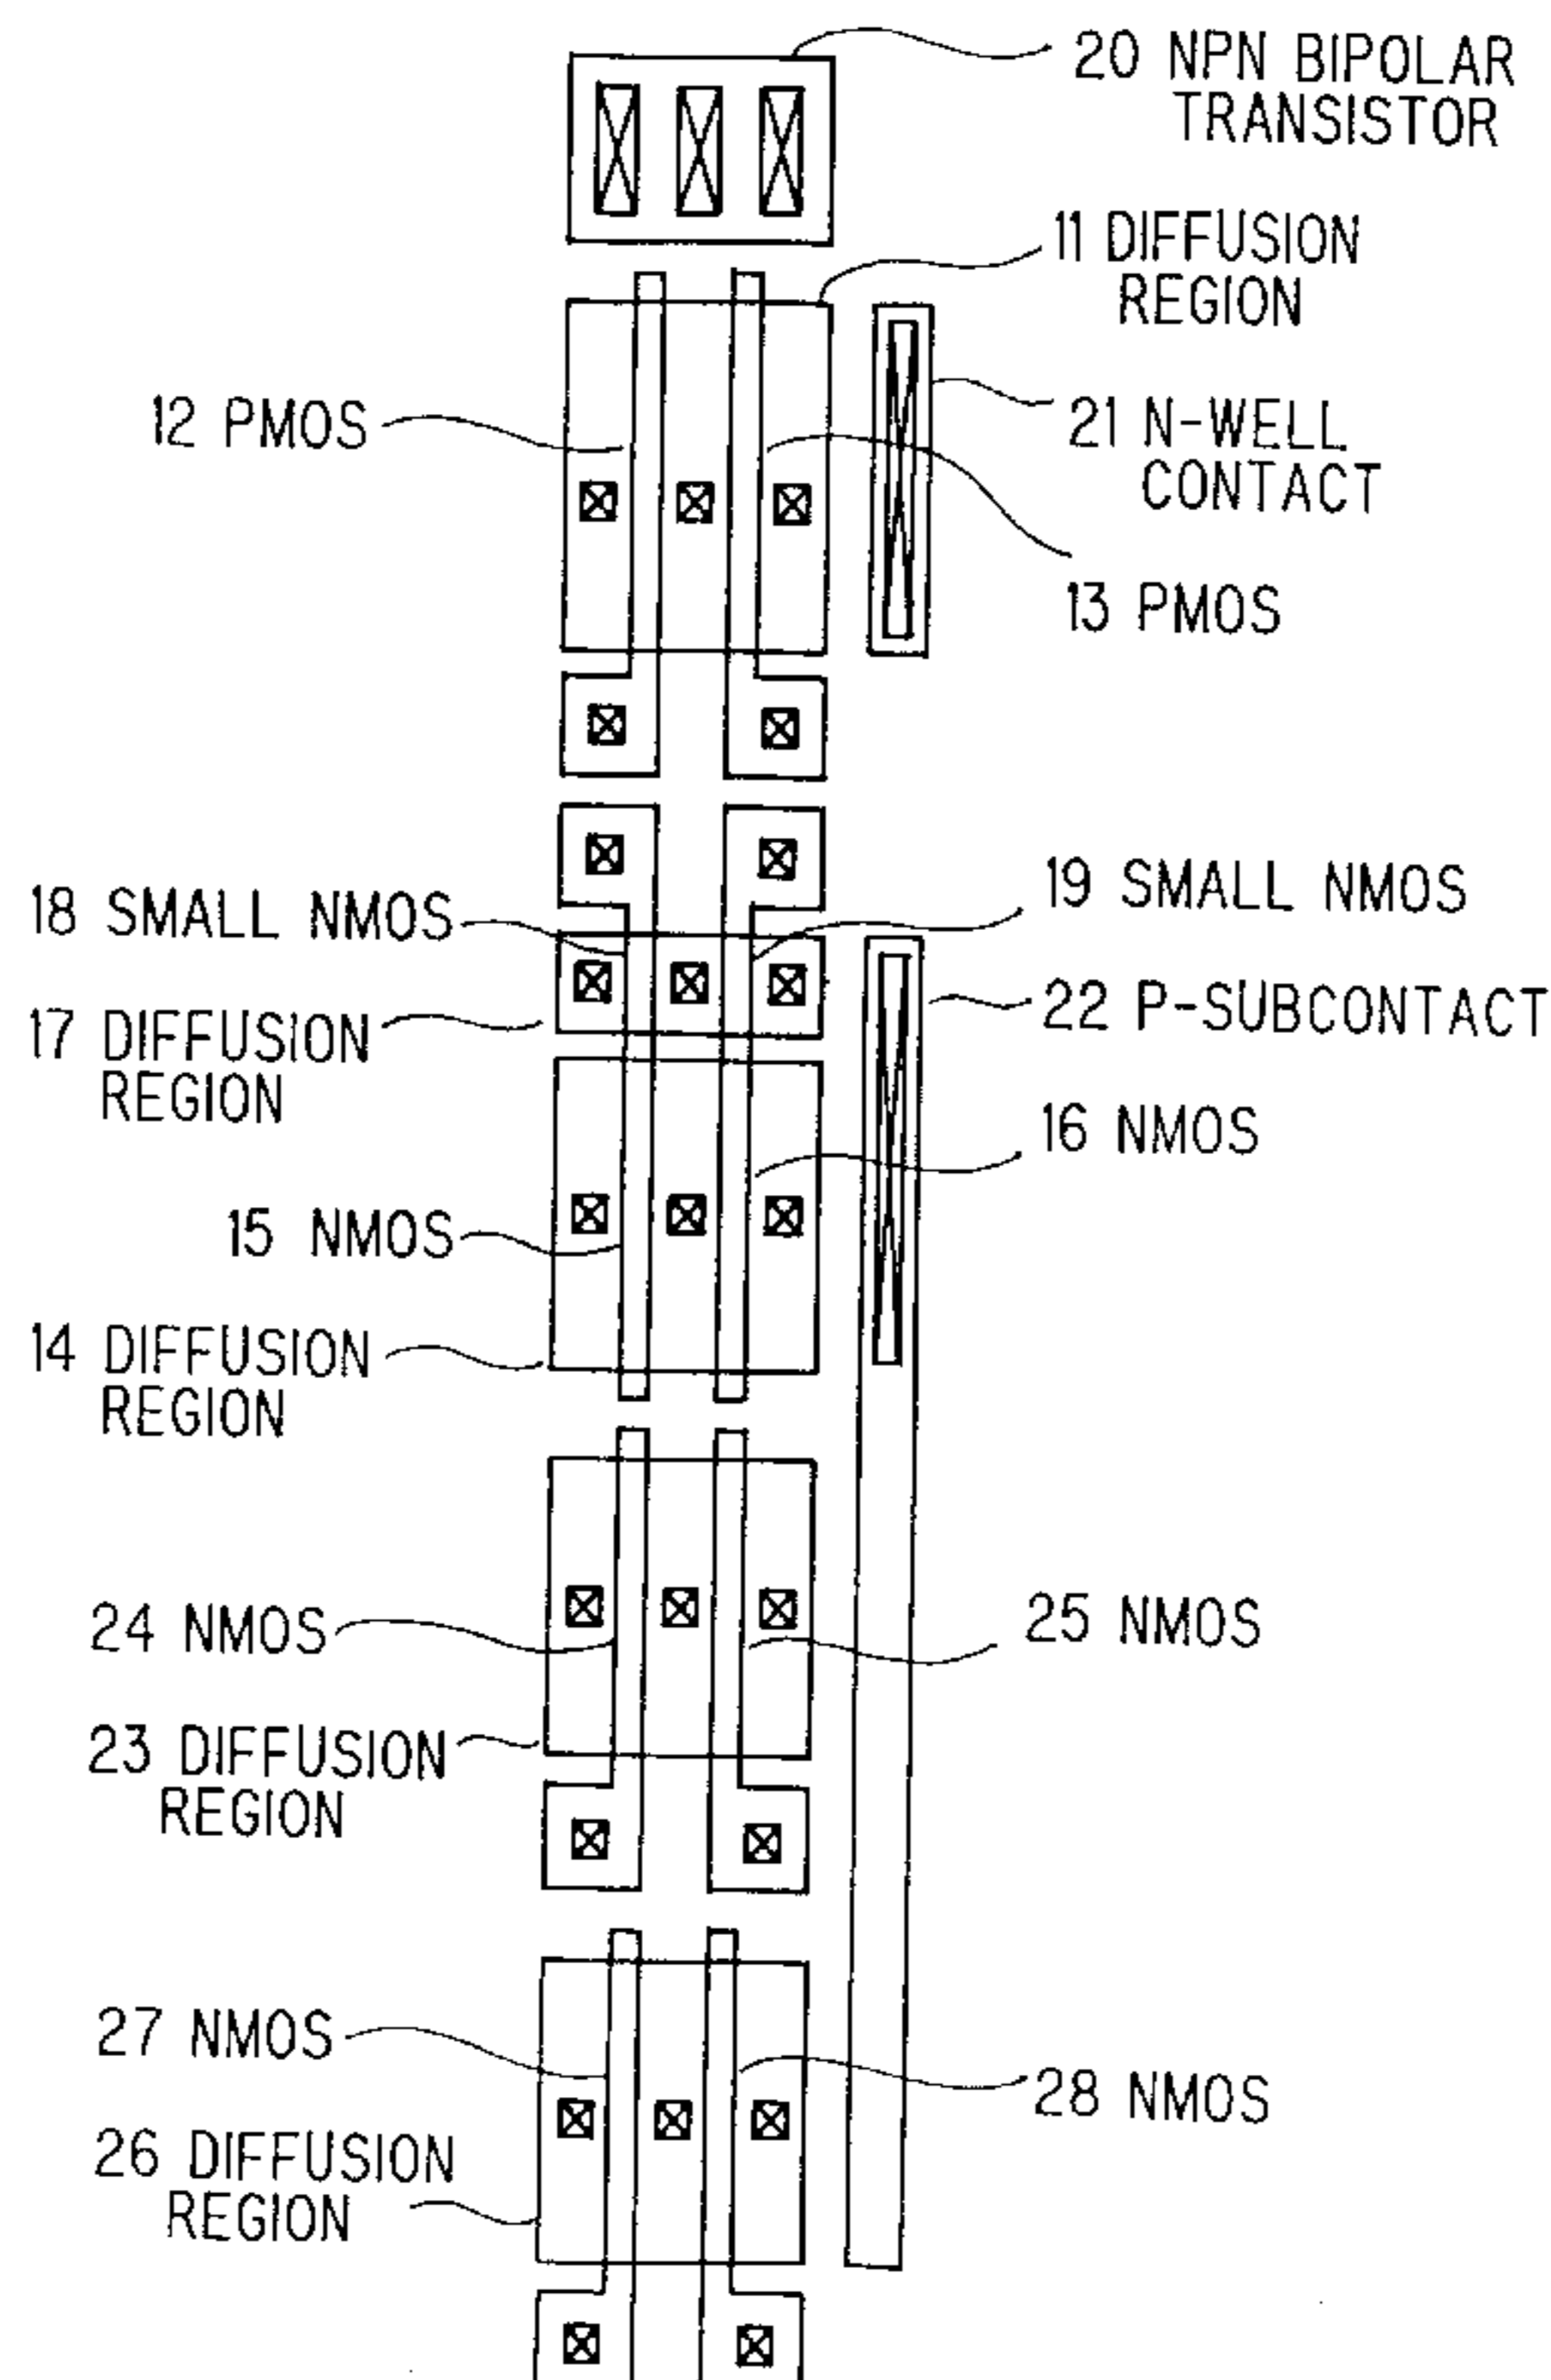 20 NPN BIPOLAR
TRANSISTOR
11 DIFFUSION
REGION
12 PMOS
21 N-WELL
CONTACT
13 PMOS
18 SMALL NMOS
19 SMALL NMOS
17 DIFFUSION
REGION
22 P-SUBCONTACT
16 NMOS
15 NMOS
14 DIFFUSION
REGION
24 NMOS
25 NMOS
23 DIFFUSION
REGION
27 NMOS
28 NMOS
26 DIFFUSION
REGION